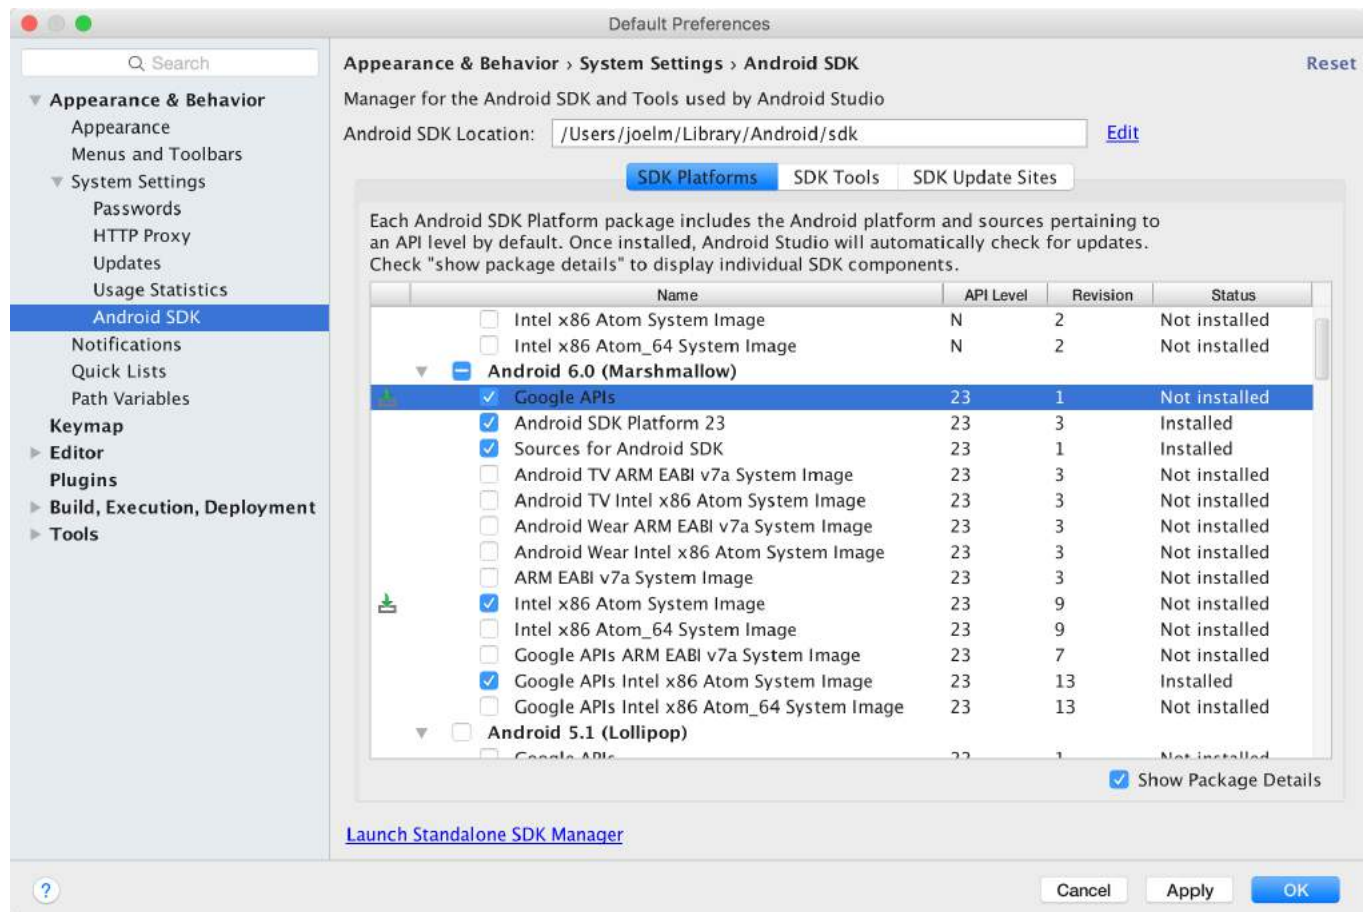 Default Preferences
Search
Appearance & Behavior
Appearance
Menus and Toolbars
System Settings
Passwords
HTTP Proxy
Updates
Usage Statistics
Android SDK
Notifications
Quick Lists
Path Variables
Keymap
Editor
Plugins
Build, Execution, Deployment
Tools
Appearance & Behavior › System Settings › Android SDK
Reset
Manager for the Android SDK and Tools used by Android Studio
Android SDK Location: /Users/joelm/Library/Android/sdk Edit
SDK Platforms SDK Tools SDK Update Sites
Each Android SDK Platform package includes the Android platform and sources pertaining to
an API level by default. Once installed, Android Studio will automatically check for updates.
Check "show package details" to display individual SDK components.
Name API Level Revision Status
Intel x86 Atom System Image N 2 Not installed
Intel x86 Atom_64 System Image N 2 Not installed
Android 6.0 (Marshmallow)
Google APIs 23 1 Not installed
Android SDK Platform 23 23 3 Installed
Sources for Android SDK 23 1 Installed
Android TV ARM EABI v7a System Image 23 3 Not installed
Android TV Intel x86 Atom System Image 23 3 Not installed
Android Wear ARM EABI v7a System Image 23 3 Not installed
Android Wear Intel x86 Atom System Image 23 3 Not installed
ARM EABI v7a System Image 23 3 Not installed
Intel x86 Atom System Image 23 9 Not installed
Intel x86 Atom_64 System Image 23 9 Not installed
Google APIs ARM EABI v7a System Image 23 7 Not installed
Google APIs Intel x86 Atom System Image 23 13 Installed
Google APIs Intel x86 Atom_64 System Image 23 13 Not installed
Android 5.1 (Lollipop)
Google APIs 22 1 Not installed
Show Package Details
Launch Standalone SDK Manager
?
Cancel Apply OK